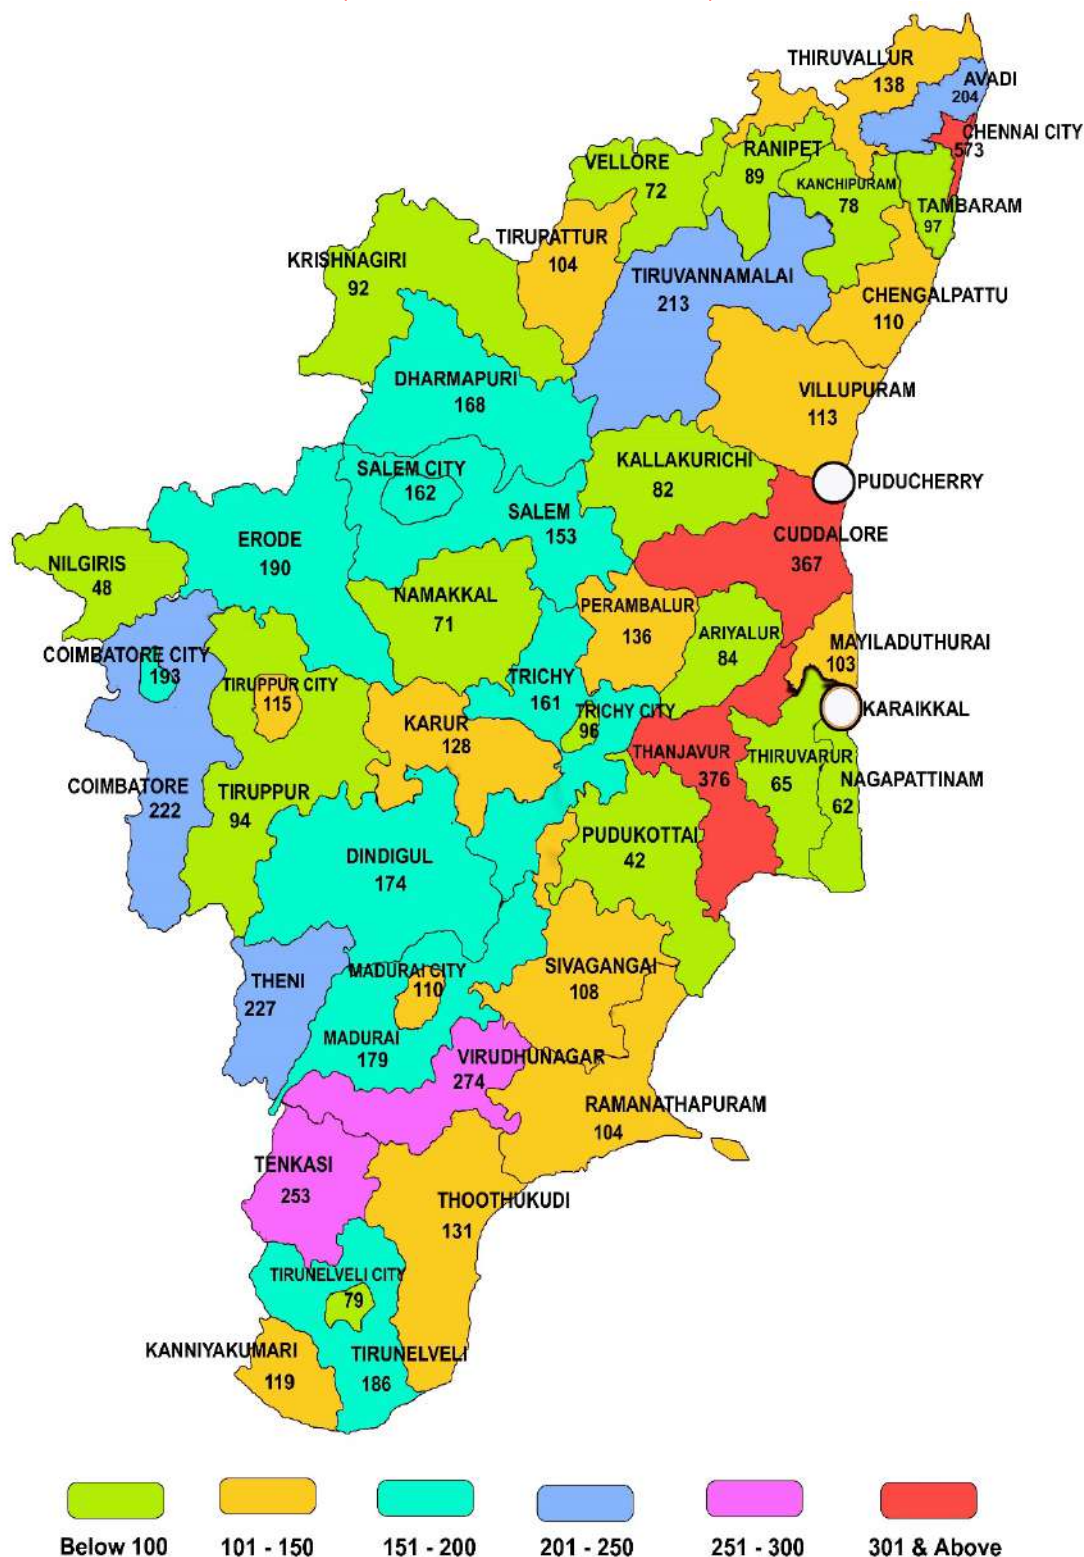 THIRUVALLUR
138
AVADI
204
CHENNAI CITY
573
RANIPET
89
VELLORE
72
KANCHIPURAM
78
TAMBARAM
97
TIRUPATTUR
104
KRISHNAGIRI
92
TIRUVANNAMALAI
213
CHENGALPATTU
110
DHARMAPURI
168
VILLUPURAM
113
SALEM CITY
162
KALLAKURICHI
82
PUDUCHERRY
SALEM
153
CUDDALORE
367
ERODE
190
NILGIRIS
48
NAMAKKAL
71
PERAMBALUR
136
ARIYALUR
84
MAYILADUTHURAI
103
COIMBATORE CITY
193
TIRUPPUR CITY
115
TRICHY
161
TRICHY CITY
96
KARAIKKAL
KARUR
128
THANJAVUR
376
THIRUVARUR
65
NAGAPATTINAM
62
COIMBATORE
222
TIRUPPUR
94
PUDUKOTTAI
42
DINDIGUL
174
THENI
227
MADURAI CITY
110
SIVAGANGAI
108
MADURAI
179
VIRUDHUNAGAR
274
RAMANATHAPURAM
104
TENKASI
253
THOOTHUKUDI
131
TIRUNELVELI CITY
79
KANNIYAKUMARI
119
TIRUNELVELI
186
Below 100
101 - 150
151 - 200
201 - 250
251 - 300
301 & Above